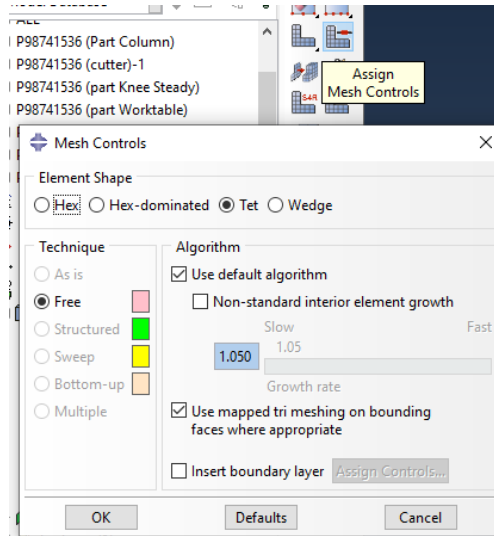 ALL
P98741536 (Part Column)
P98741536 (cutter)-1
P98741536 (part Knee Steady)
P98741536 (part Worktable)
Assign
Mesh Controls
Mesh Controls
Element Shape
Hex Hex-dominated Tet Wedge
Technique
As is
Free
Structured
Sweep
Bottom-up
Multiple
Algorithm
Use default algorithm
Non-standard interior element growth
Slow Fast
1.050 1.05
Growth rate
Use mapped tri meshing on bounding
faces where appropriate
Insert boundary layer Assign Controls...
OK Defaults Cancel